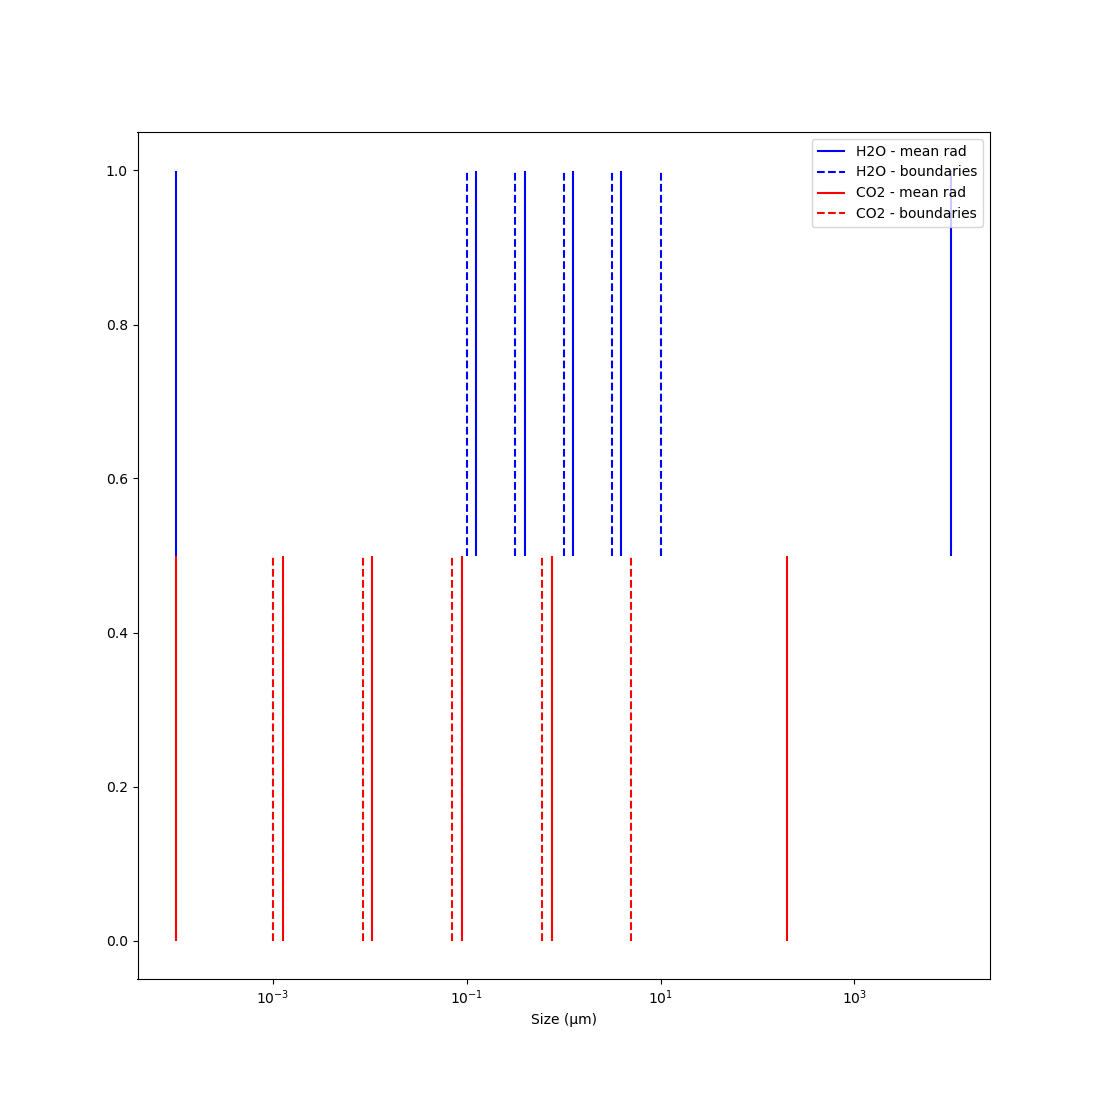 H2O - mean rad
H2O - boundaries
CO2 - mean rad
CO2 - boundaries
1.0
0.8
0.6
0.4
0.2
0.0
10⁻³ 10⁻¹ 10¹ 10³
Size (µm)